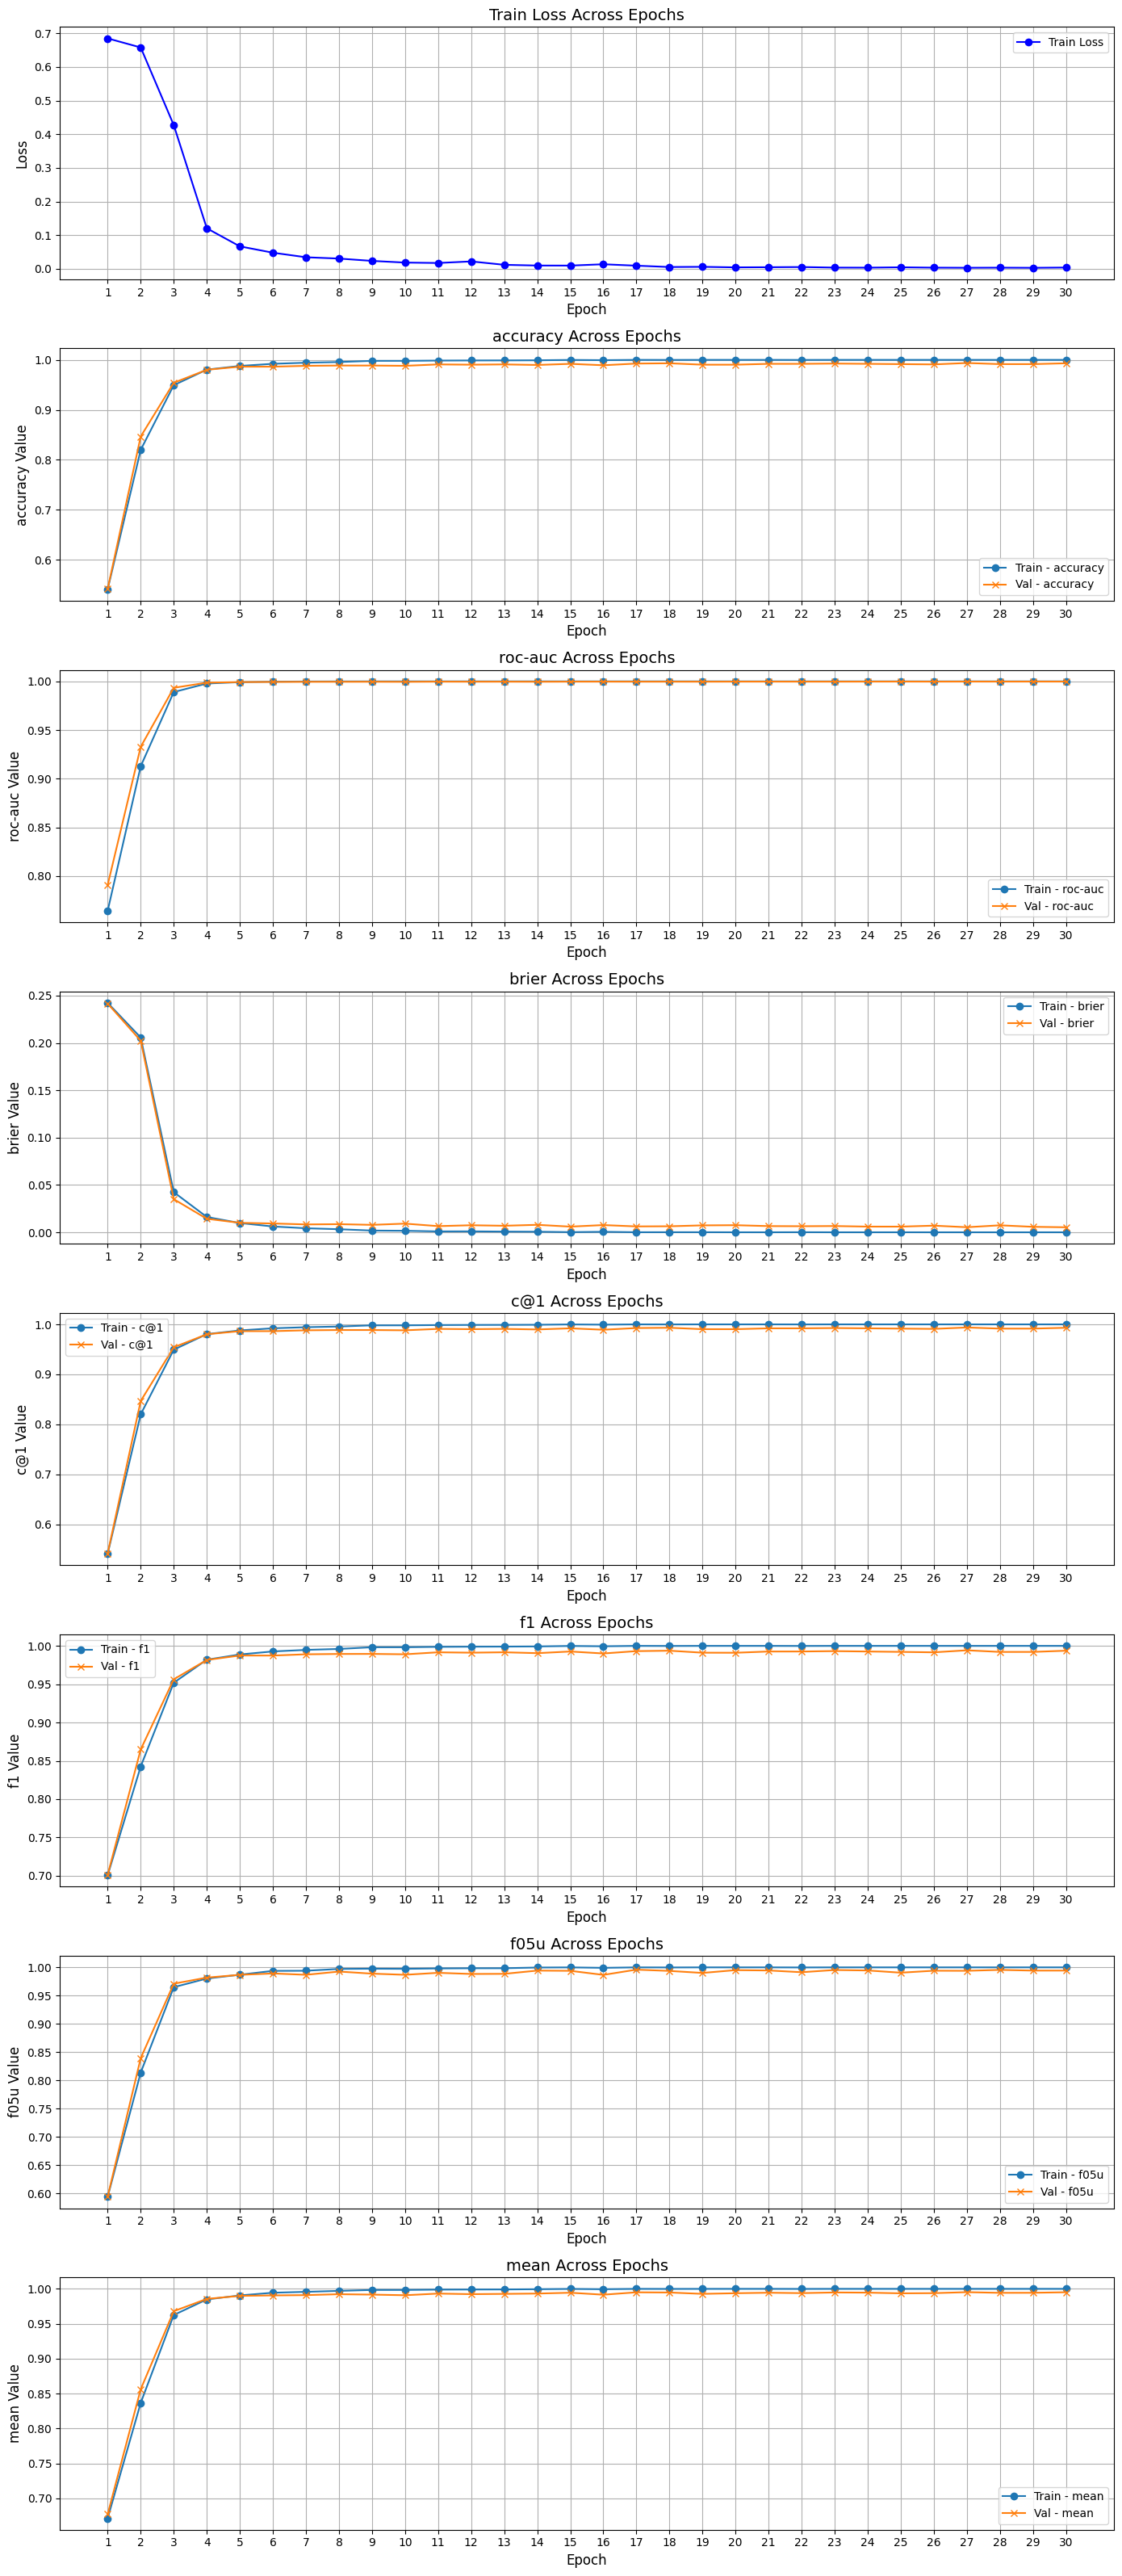 Train Loss Across Epochs
Loss
0.7
0.6
0.5
0.4
0.3
0.2
0.1
0.0
Train Loss
1 2 3 4 5 6 7 8 9 10 11 12 13 14 15 16 17 18 19 20 21 22 23 24 25 26 27 28 29 30
Epoch
accuracy Across Epochs
accuracy Value
1.0
0.9
0.8
0.7
0.6
Train - accuracy
Val - accuracy
1 2 3 4 5 6 7 8 9 10 11 12 13 14 15 16 17 18 19 20 21 22 23 24 25 26 27 28 29 30
Epoch
roc-auc Across Epochs
roc-auc Value
1.00
0.95
0.90
0.85
0.80
Train - roc-auc
Val - roc-auc
1 2 3 4 5 6 7 8 9 10 11 12 13 14 15 16 17 18 19 20 21 22 23 24 25 26 27 28 29 30
Epoch
brier Across Epochs
brier Value
0.25
0.20
0.15
0.10
0.05
0.00
Train - brier
Val - brier
1 2 3 4 5 6 7 8 9 10 11 12 13 14 15 16 17 18 19 20 21 22 23 24 25 26 27 28 29 30
Epoch
c@1 Across Epochs
c@1 Value
1.0
0.9
0.8
0.7
0.6
Train - c@1
Val - c@1
1 2 3 4 5 6 7 8 9 10 11 12 13 14 15 16 17 18 19 20 21 22 23 24 25 26 27 28 29 30
Epoch
f1 Across Epochs
f1 Value
1.00
0.95
0.90
0.85
0.80
0.75
0.70
Train - f1
Val - f1
1 2 3 4 5 6 7 8 9 10 11 12 13 14 15 16 17 18 19 20 21 22 23 24 25 26 27 28 29 30
Epoch
f05u Across Epochs
f05u Value
1.00
0.95
0.90
0.85
0.80
0.75
0.70
0.65
0.60
Train - f05u
Val - f05u
1 2 3 4 5 6 7 8 9 10 11 12 13 14 15 16 17 18 19 20 21 22 23 24 25 26 27 28 29 30
Epoch
mean Across Epochs
mean Value
1.00
0.95
0.90
0.85
0.80
0.75
0.70
Train - mean
Val - mean
1 2 3 4 5 6 7 8 9 10 11 12 13 14 15 16 17 18 19 20 21 22 23 24 25 26 27 28 29 30
Epoch